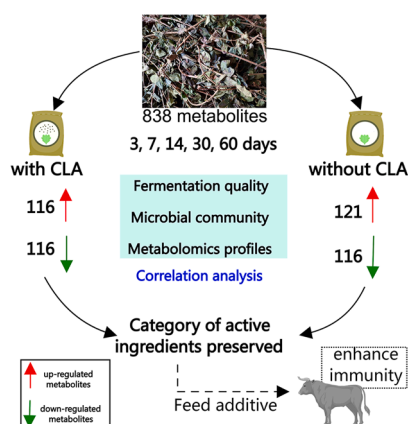 838 metabolites
3, 7, 14, 30, 60 days
with CLA
without CLA
116
116
121
116
Fermentation quality
Microbial community
Metabolomics profiles
Correlation analysis
Category of active
ingredients preserved
enhance
immunity
Feed additive
up-regulated
metabolites
down-regulated
metabolites